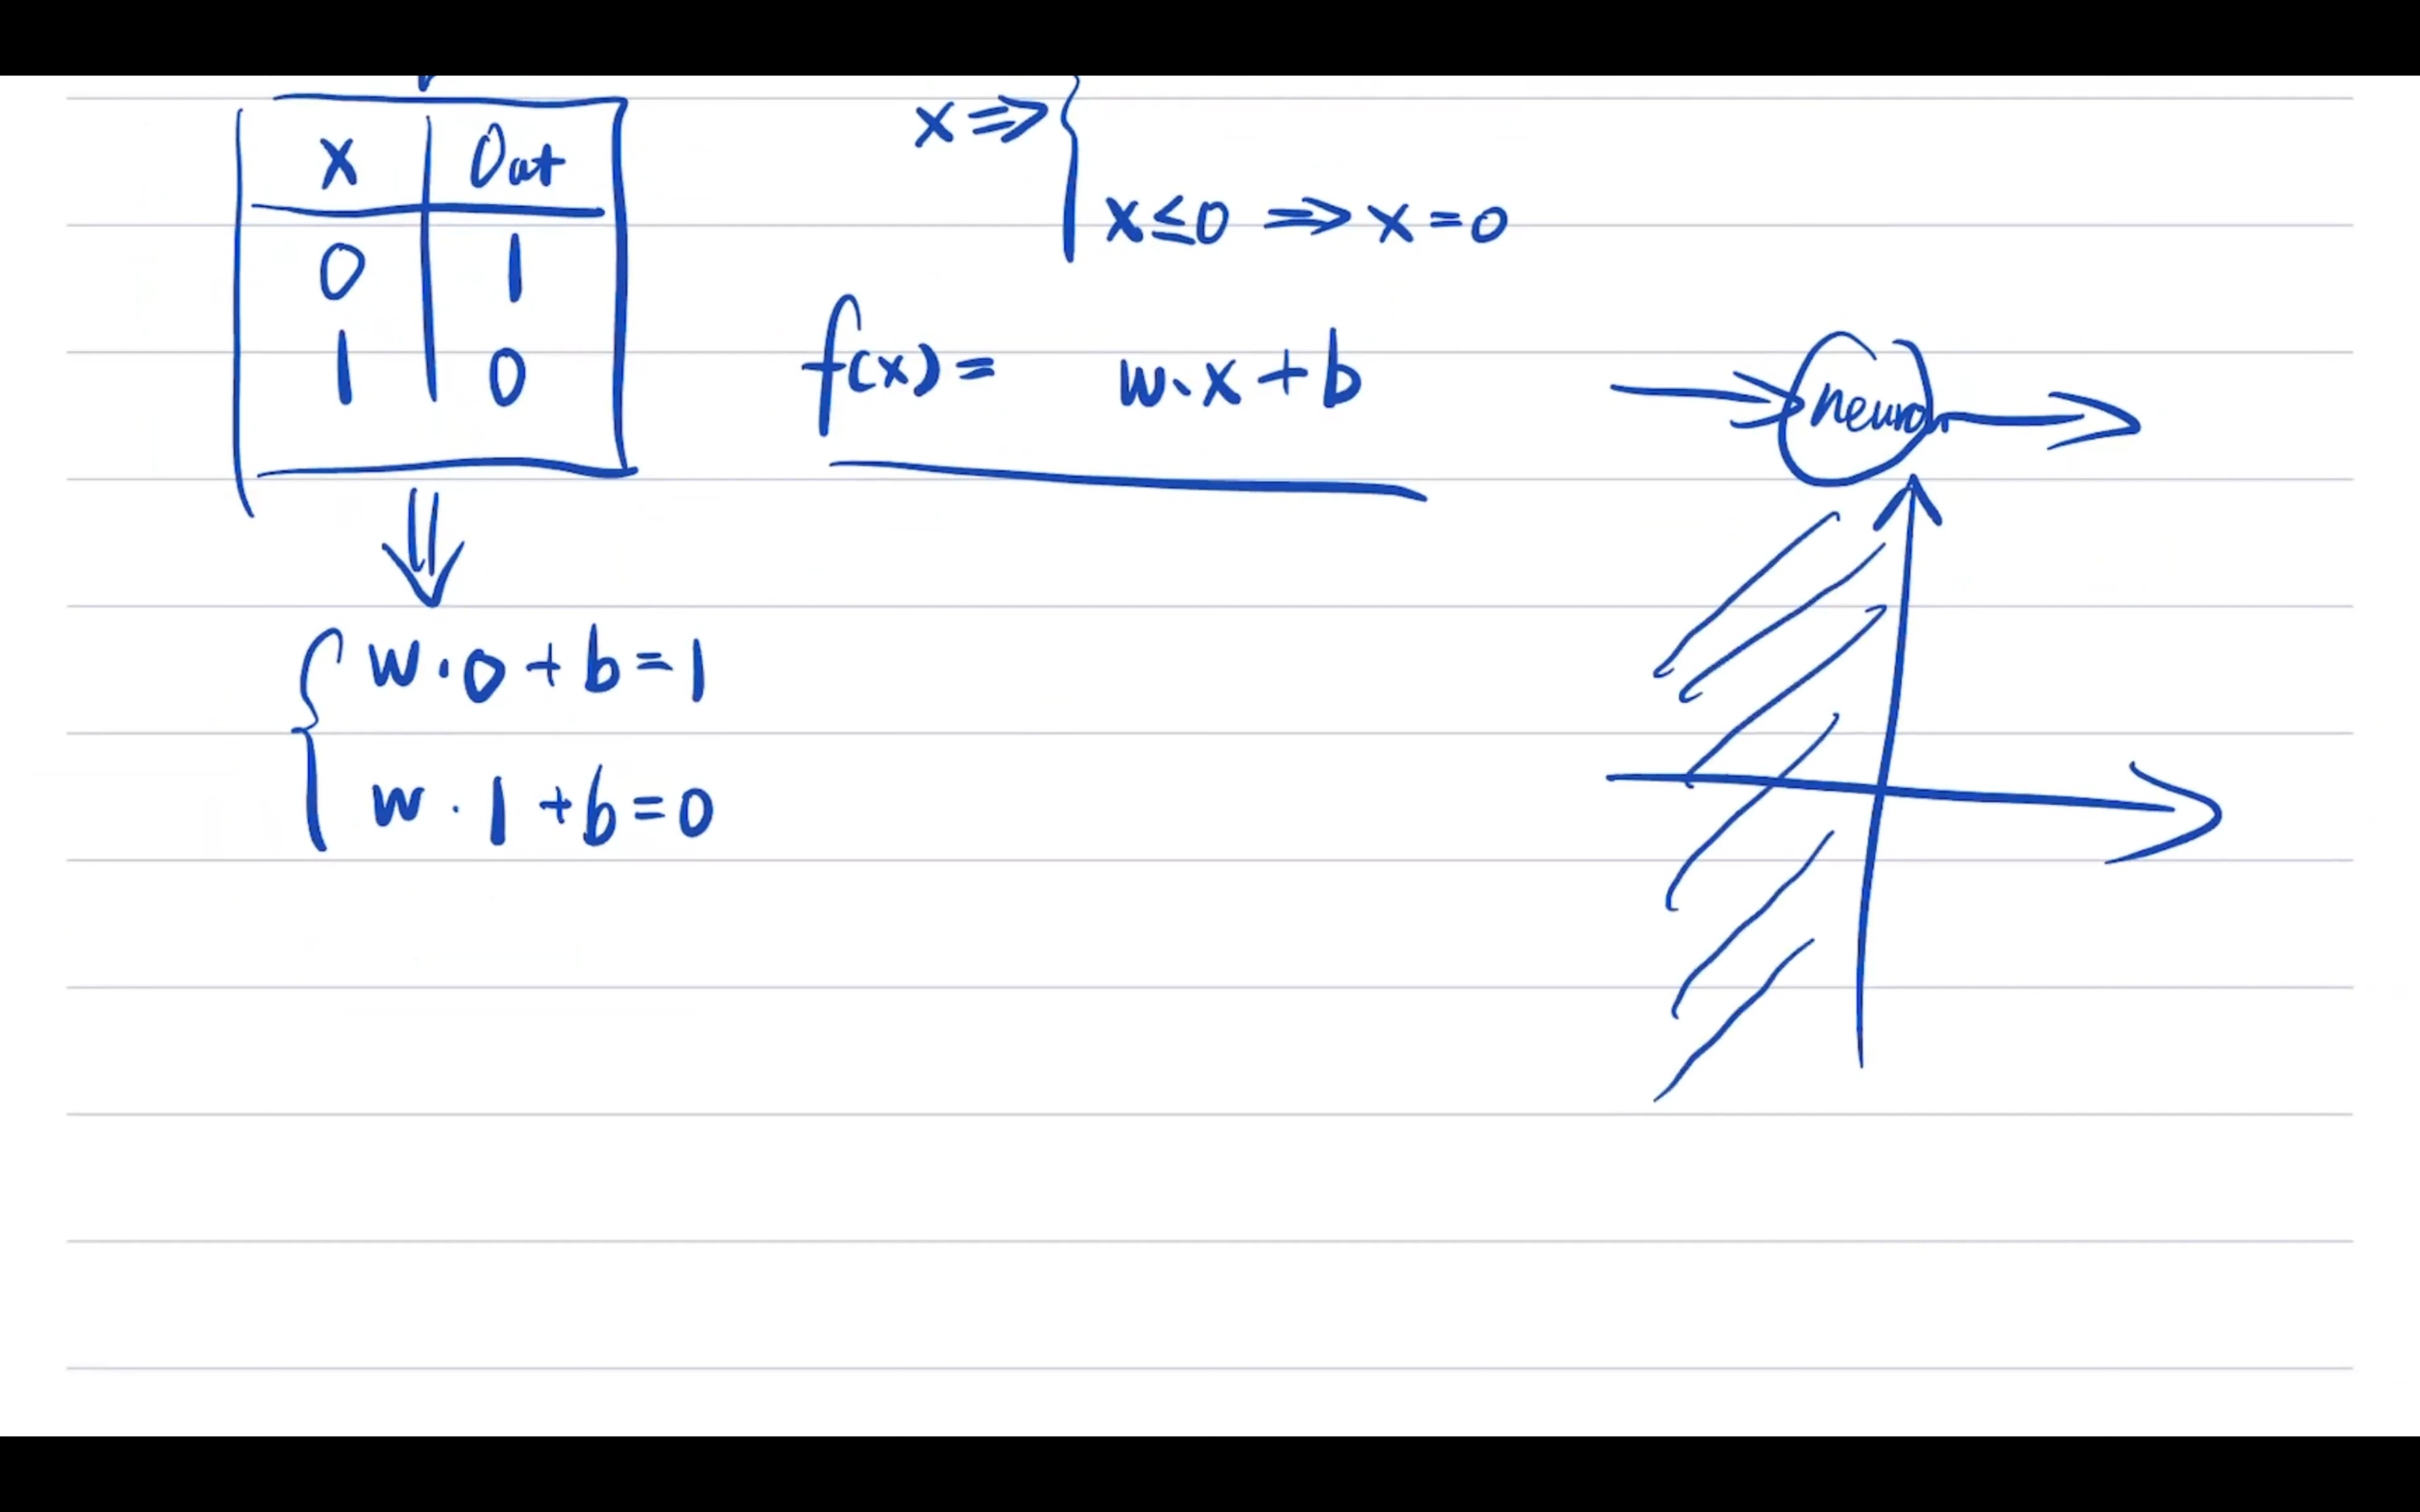 x ⇒
x Out
x ≤ 0 ⇒ x = 0
0 1
1 0
f(x) = w·x + b
neuron
w·0 + b = 1
w·1 + b = 0